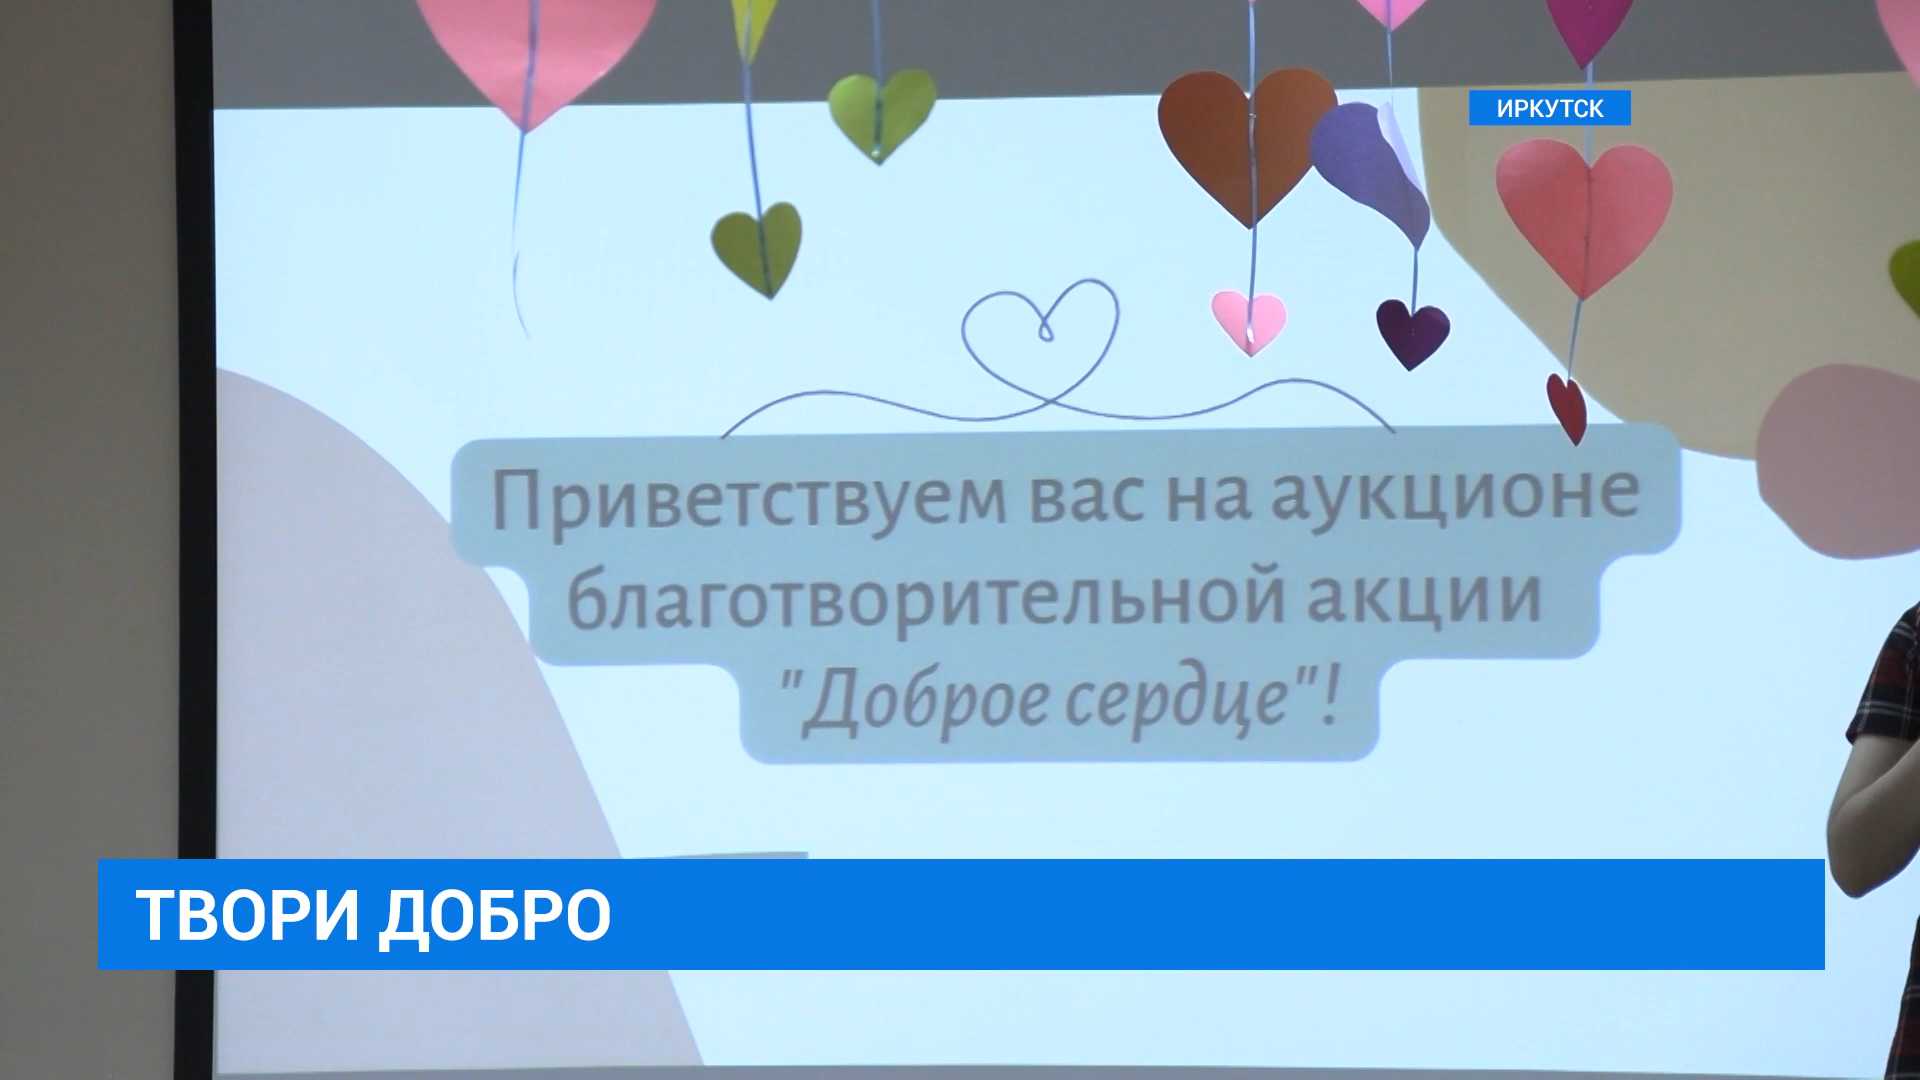 ИРКУТСК
Приветствуем вас на аукционе
благотворительной акции
"Доброе сердце"!
ТВОРИ ДОБРО